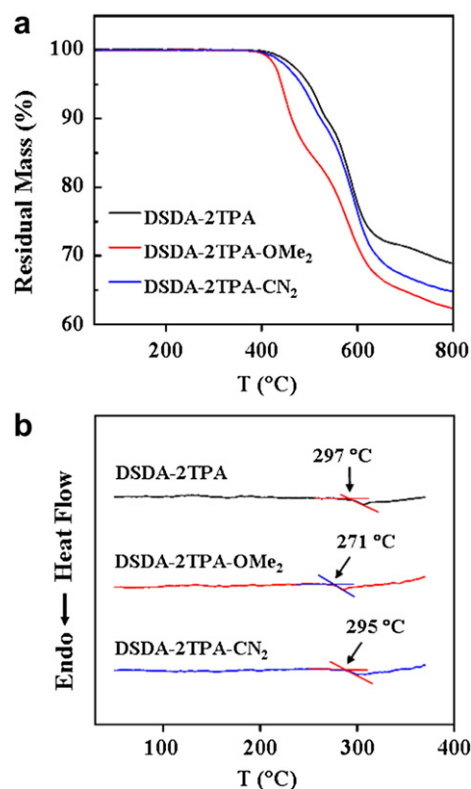 a
100
90
80
70
60
Residual Mass (%)
DSDA-2TPA
DSDA-2TPA-OMe₂
DSDA-2TPA-CN₂
200 400 600 800
T (°C)
b
Endo ← Heat Flow
DSDA-2TPA
297 °C
DSDA-2TPA-OMe₂
271 °C
DSDA-2TPA-CN₂
295 °C
100 200 300 400
T (°C)